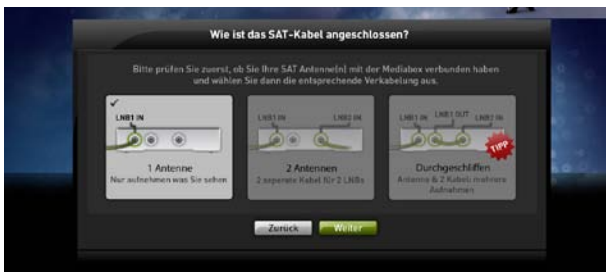 Wie ist das SAT-Kabel angeschlossen?
Bitte prüfen Sie zuerst, ob Sie Ihre SAT Antenne(n) mit der Mediabox verbunden haben
und wählen Sie dann die entsprechende Verkabelung aus.
LNB1 IN
1 Antenne
Nur aufnehmen was Sie sehen
LNB1 IN LNB2 IN
2 Antennen
2 seperate Kabel für 2 LNBs
LNB1 IN LNB1 OUT LNB2 IN
TIPP
Durchgeschliffen
Antenne & 2 Kabel: mehrere
Aufnahmen
Zurück Weiter